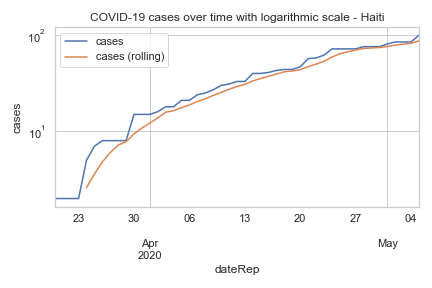 COVID-19 cases over time with logarithmic scale - Haiti
cases
cases (rolling)
10²
10¹
cases
23
30
06
13
20
27
04
Apr
2020
May
dateRep